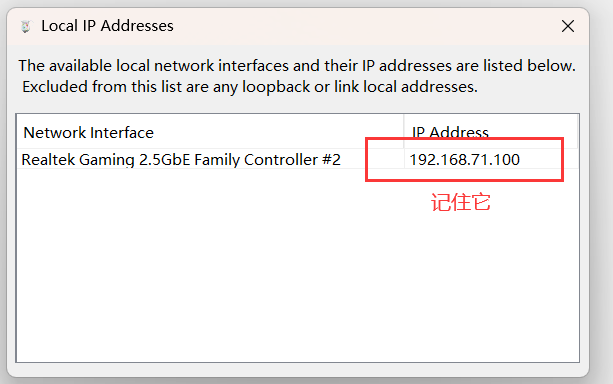 Local IP Addresses
The available local network interfaces and their IP addresses are listed below.
Excluded from this list are any loopback or link local addresses.
Network Interface IP Address
Realtek Gaming 2.5GbE Family Controller #2 192.168.71.100
记住它